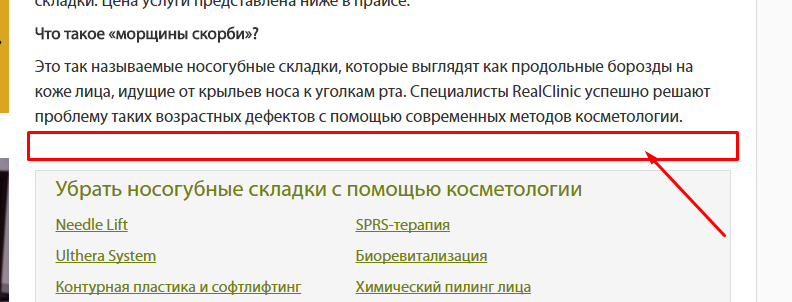 складки. Цена услуги представлена ниже в прайсе.
Что такое «морщины скорби»?
Это так называемые носогубные складки, которые выглядят как продольные борозды на
коже лица, идущие от крыльев носа к уголкам рта. Специалисты RealClinic успешно решают
проблему таких возрастных дефектов с помощью современных методов косметологии.
Убрать носогубные складки с помощью косметологии
Needle Lift
SPRS-терапия
Ulthera System
Биоревитализация
Контурная пластика и софтлифтинг
Химический пилинг лица